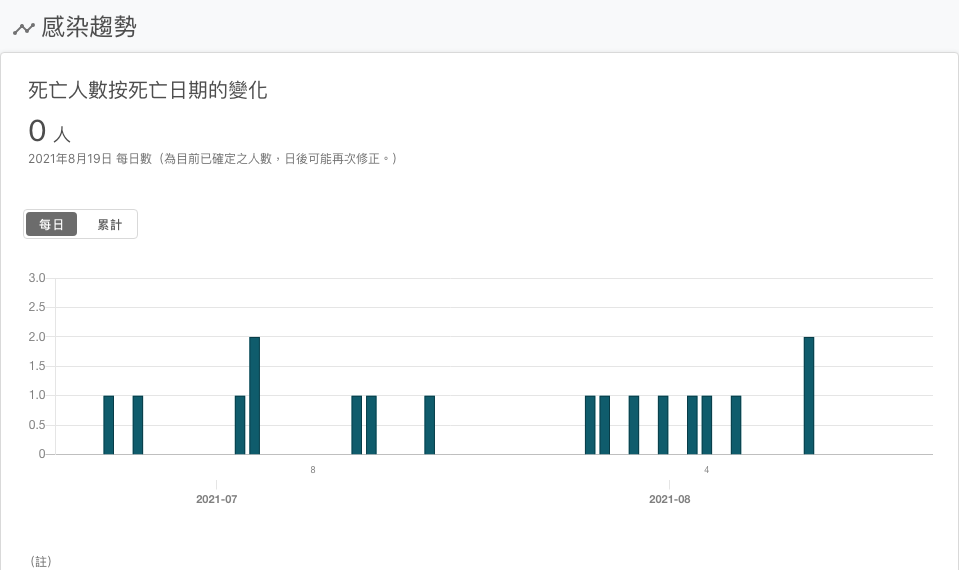 感染趨勢
死亡人數按死亡日期的變化
0 人
2021年8月19日 每日數（為目前已確定之人數，日後可能再次修正。）
每日 累計
3.0
2.5
2.0
1.5
1.0
0.5
0
8 4
2021-07 2021-08
（註）